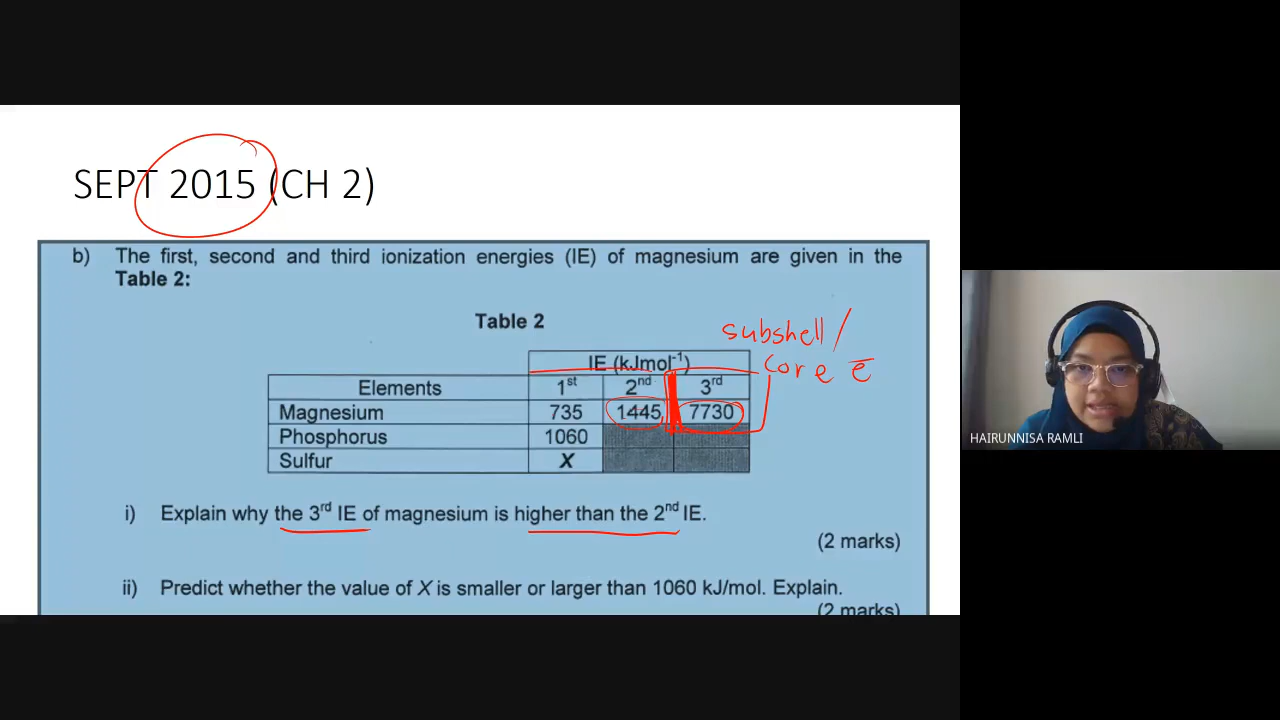 SEPT 2015 (CH 2)
b) The first, second and third ionization energies (IE) of magnesium are given in the
Table 2:
Table 2
subshell/
core e̅
IE (kJmol⁻¹)
Elements 1ˢᵗ 2ⁿᵈ 3ʳᵈ
Magnesium 735 1445 7730
Phosphorus 1060
Sulfur X
i) Explain why the 3ʳᵈ IE of magnesium is higher than the 2ⁿᵈ IE.
(2 marks)
ii) Predict whether the value of X is smaller or larger than 1060 kJ/mol. Explain.
(2 marks)
HAIRUNNISA RAMLI